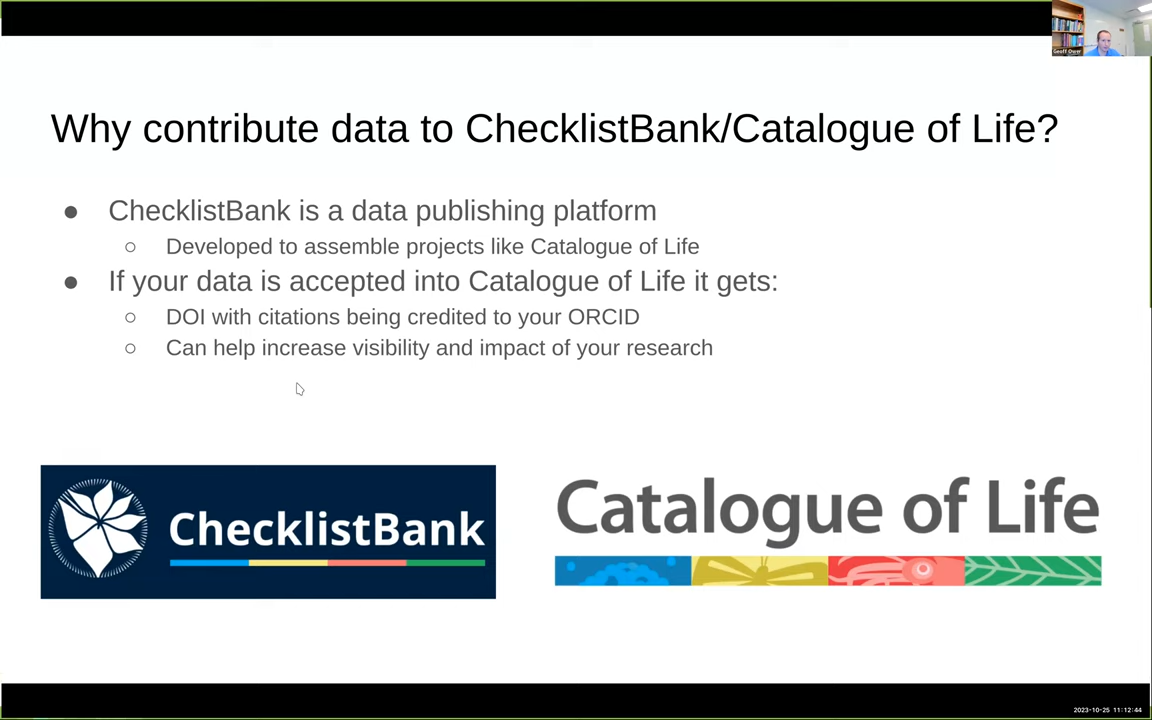 Geoff Ower
Why contribute data to ChecklistBank/Catalogue of Life?
● ChecklistBank is a data publishing platform
○ Developed to assemble projects like Catalogue of Life
● If your data is accepted into Catalogue of Life it gets:
○ DOI with citations being credited to your ORCID
○ Can help increase visibility and impact of your research
ChecklistBank
Catalogue of Life
2023-10-25 11:12:44